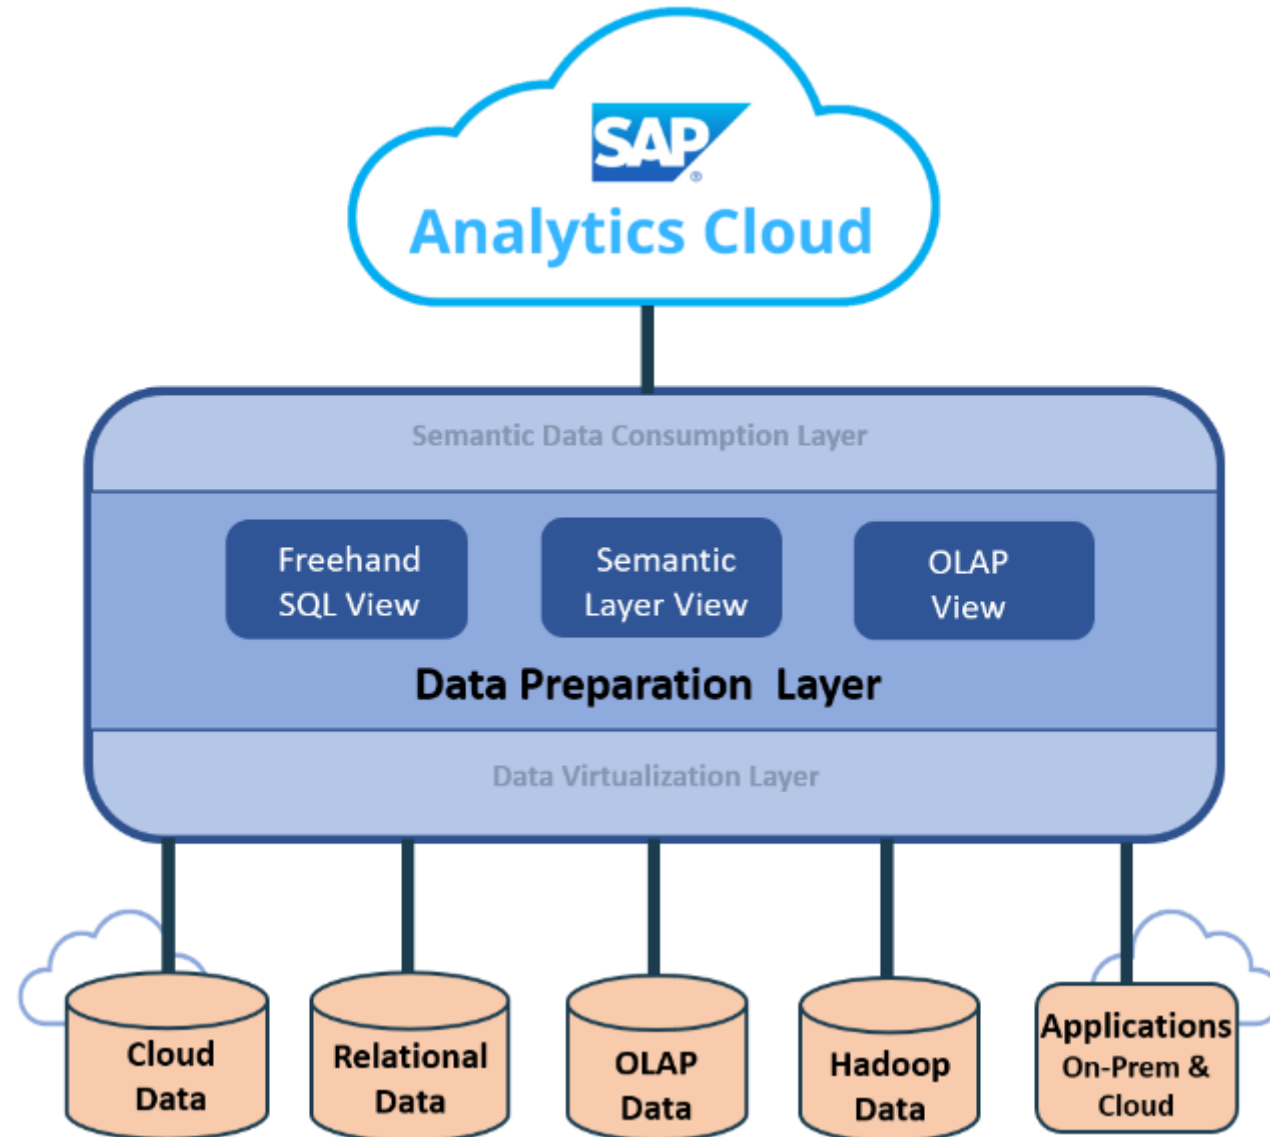 SAP®
Analytics Cloud
Semantic Data Consumption Layer
Freehand
SQL View
Semantic
Layer View
OLAP
View
Data Preparation Layer
Data Virtualization Layer
Cloud
Data
Relational
Data
OLAP
Data
Hadoop
Data
Applications
On-Prem &
Cloud